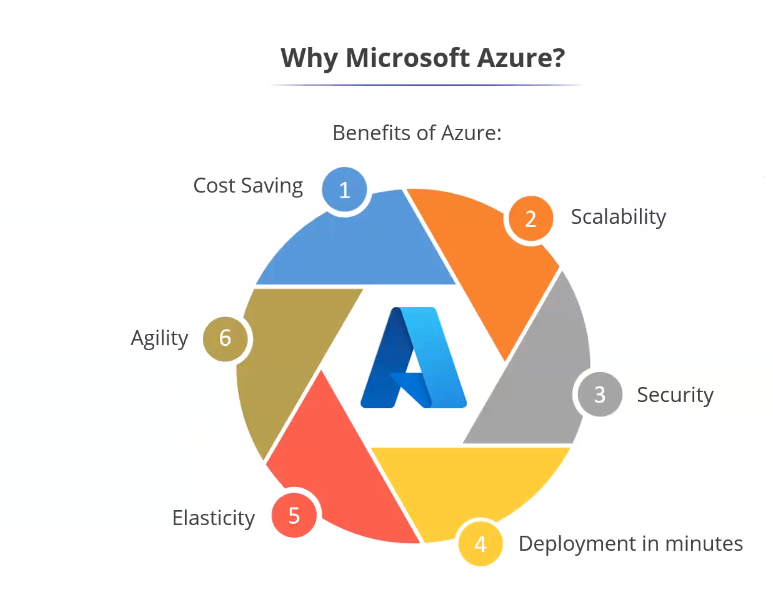 Why Microsoft Azure?
Benefits of Azure:
Cost Saving
1
2
Scalability
3
Security
4
Deployment in minutes
5
Elasticity
6
Agility